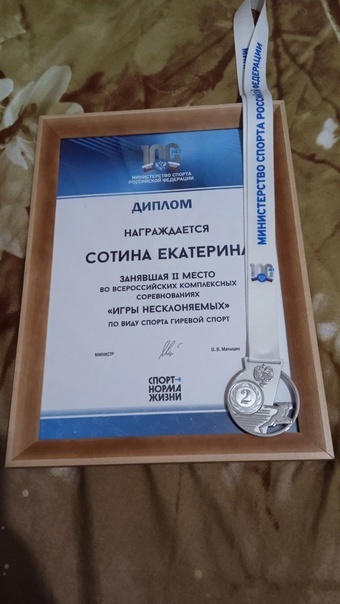 100 ЛЕТ
МИНИСТЕРСТВО СПОРТА
РОССИЙСКОЙ ФЕДЕРАЦИИ
ДИПЛОМ
НАГРАЖДАЕТСЯ
СОТИНА ЕКАТЕРИНА
ЗАНЯВШАЯ II МЕСТО
ВО ВСЕРОССИЙСКИХ КОМПЛЕКСНЫХ
СОРЕВНОВАНИЯХ
«ИГРЫ НЕСКЛОНЯЕМЫХ»
ПО ВИДУ СПОРТА ГИРЕВОЙ СПОРТ
МИНИСТР О. В. Матыцин
СПОРТ
НОРМА
ЖИЗНИ
МИНИСТЕРСТВО СПОРТА РОССИЙСКОЙ ФЕДЕРАЦИИ
100
2